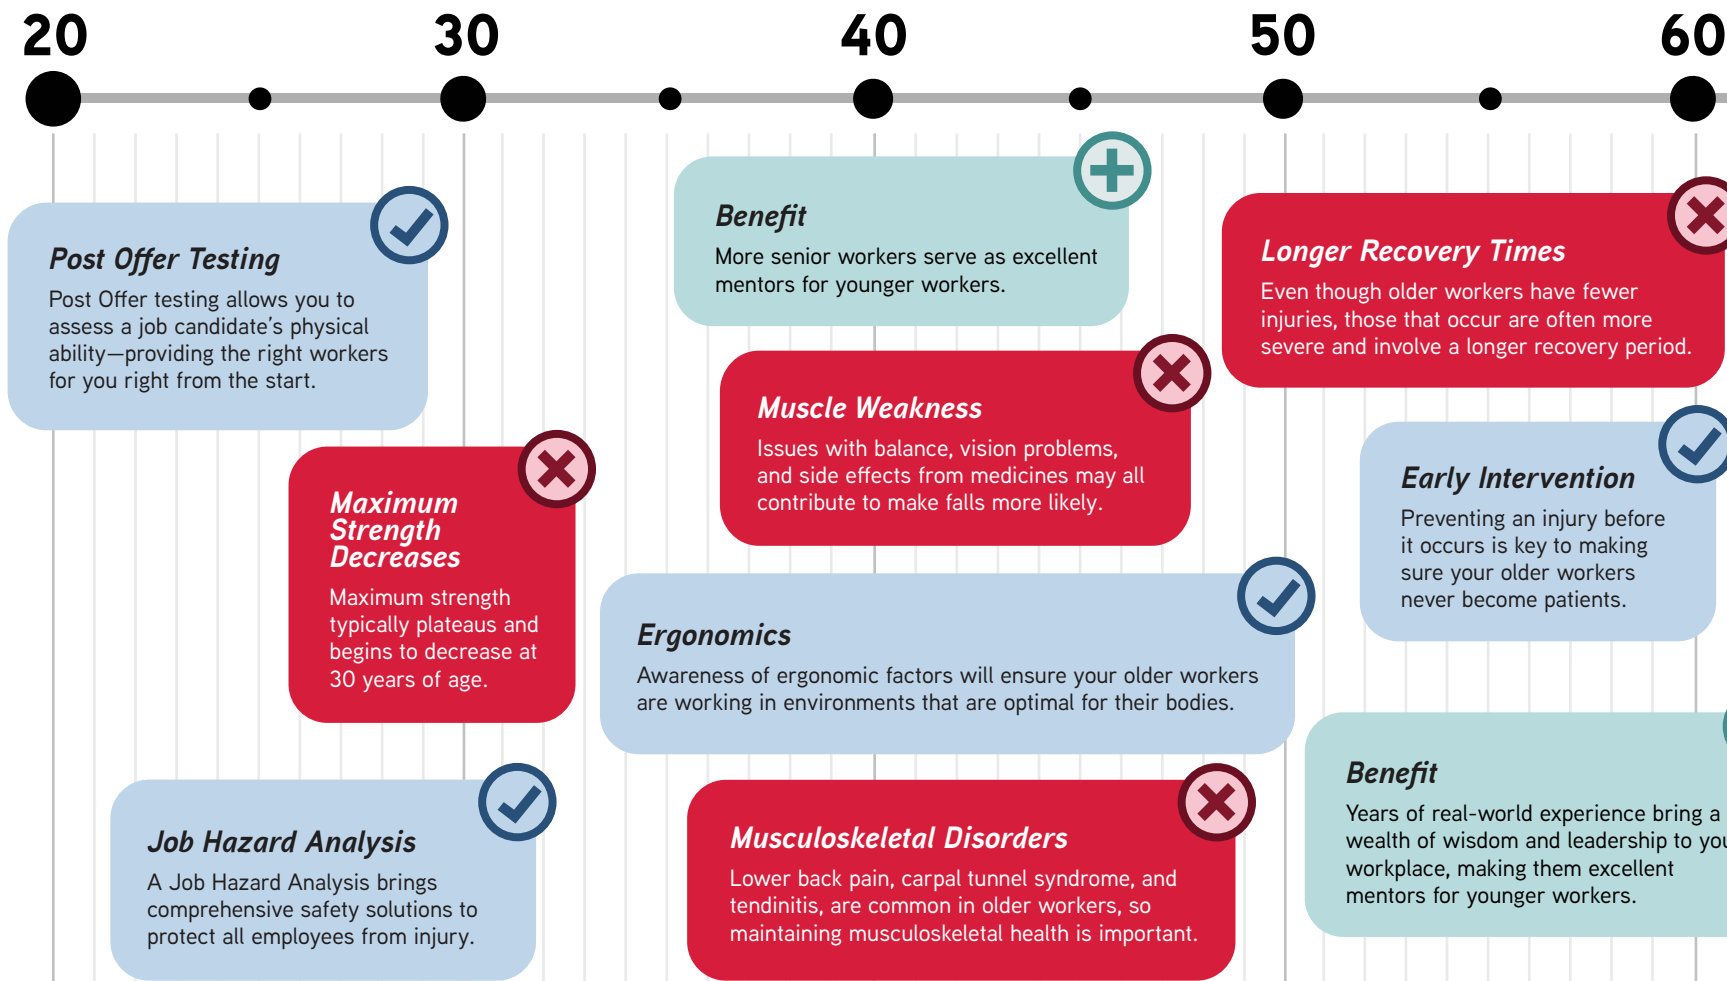 20 30 40 50 60
Post Offer Testing
Post Offer testing allows you to
assess a job candidate's physical
ability—providing the right workers
for you right from the start.
Maximum
Strength
Decreases
Maximum strength
typically plateaus and
begins to decrease at
30 years of age.
Job Hazard Analysis
A Job Hazard Analysis brings
comprehensive safety solutions to
protect all employees from injury.
Benefit
More senior workers serve as excellent
mentors for younger workers.
Muscle Weakness
Issues with balance, vision problems,
and side effects from medicines may all
contribute to make falls more likely.
Ergonomics
Awareness of ergonomic factors will ensure your older workers
are working in environments that are optimal for their bodies.
Musculoskeletal Disorders
Lower back pain, carpal tunnel syndrome, and
tendinitis, are common in older workers, so
maintaining musculoskeletal health is important.
Longer Recovery Times
Even though older workers have fewer
injuries, those that occur are often more
severe and involve a longer recovery period.
Early Intervention
Preventing an injury before
it occurs is key to making
sure your older workers
never become patients.
Benefit
Years of real-world experience bring a
wealth of wisdom and leadership to
workplace, making them excellent
mentors for younger workers.